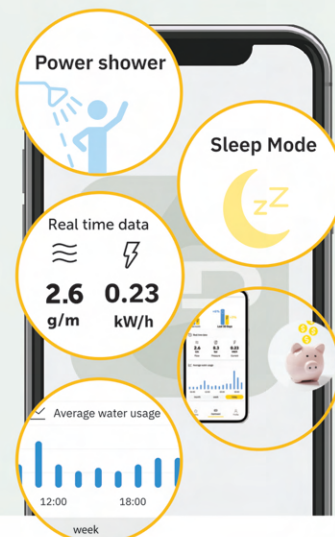 Power shower
Sleep Mode
zZ
Real time data
2.6 0.23
g/m kW/h
Average water usage
12:00 18:00
week